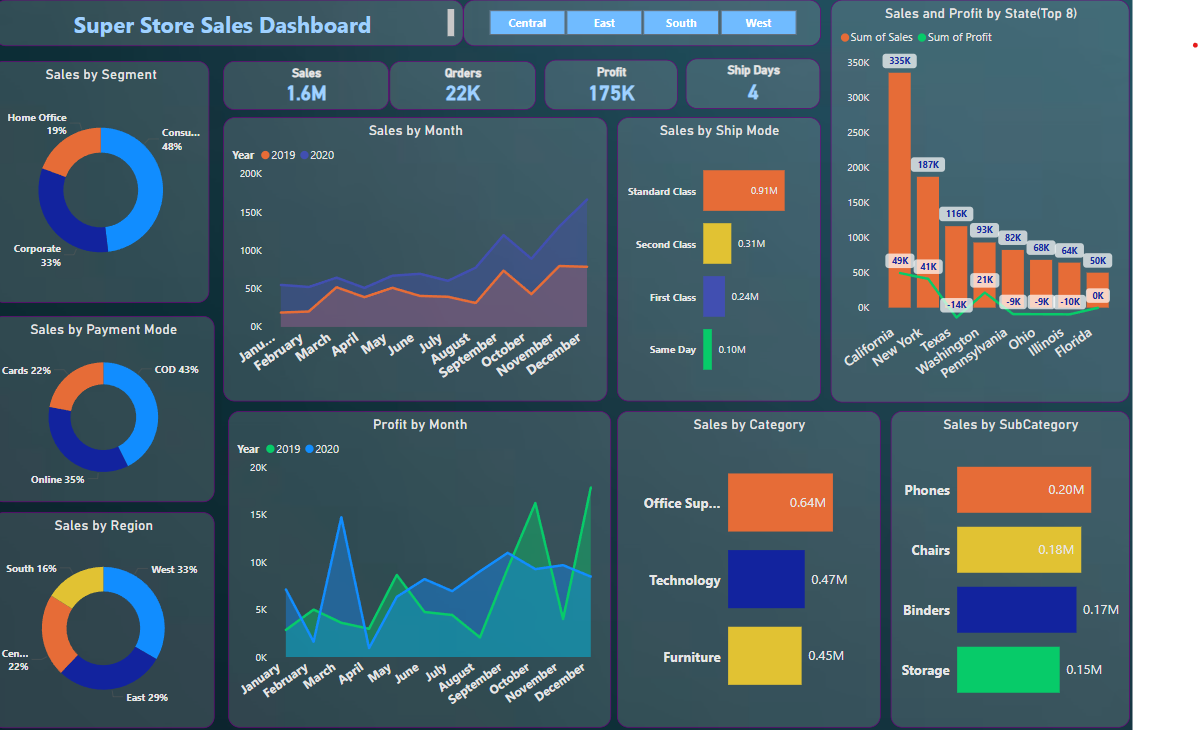 Super Store Sales Dashboard
Central East South West
Sales
1.6M
Qrders
22K
Profit
175K
Ship Days
4
Sales by Segment
Home Office
19%
Consu...
48%
Corporate
33%
Sales by Payment Mode
Cards 22%
COD 43%
Online 35%
Sales by Region
South 16%
West 33%
Cen...
22%
East 29%
Sales by Month
Year 2019 2020
200K
150K
100K
50K
0K
Janu... February March April May June July August September October November December
Profit by Month
Year 2019 2020
20K
15K
10K
5K
0K
January February March April May June July August September October November December
Sales by Ship Mode
Standard Class 0.91M
Second Class 0.31M
First Class 0.24M
Same Day 0.10M
Sales by Category
Office Sup... 0.64M
Technology 0.47M
Furniture 0.45M
Sales and Profit by State(Top 8)
Sum of Sales Sum of Profit
350K
300K
250K
200K
150K
100K
50K
0K
335K 187K 116K 93K 82K 68K 64K 50K
49K 41K -14K 21K -9K -9K -10K 0K
California New York Texas Washington Pennsylvania Ohio Illinois Florida
Sales by SubCategory
Phones 0.20M
Chairs 0.18M
Binders 0.17M
Storage 0.15M